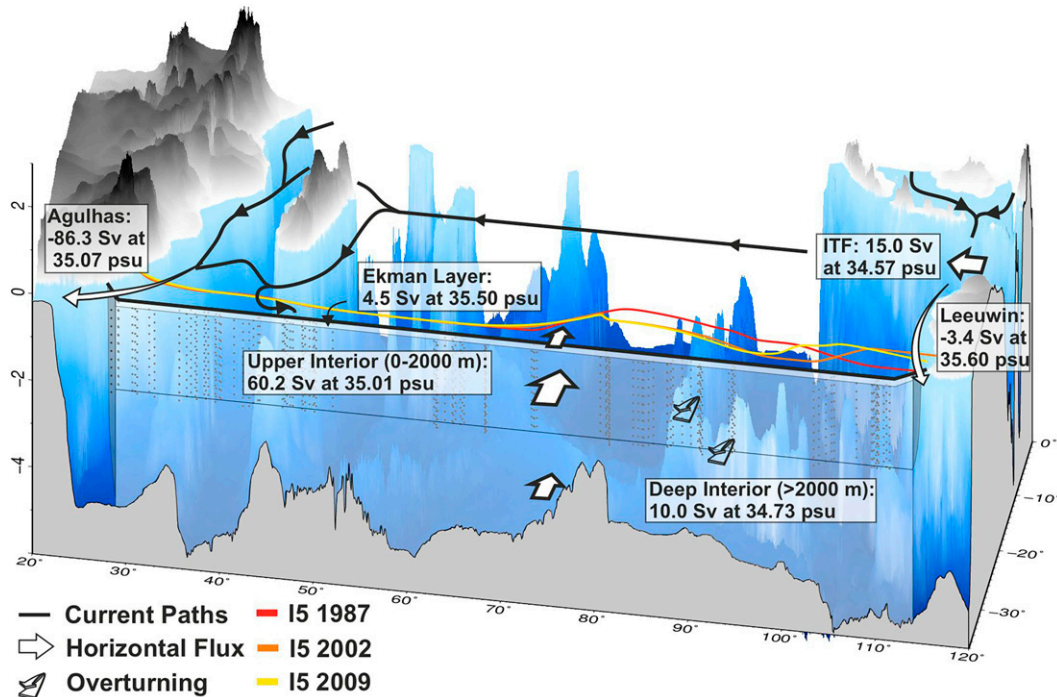 Agulhas:
-86.3 Sv at
35.07 psu
Ekman Layer:
4.5 Sv at 35.50 psu
Upper Interior (0-2000 m):
60.2 Sv at 35.01 psu
ITF: 15.0 Sv
at 34.57 psu
Leeuwin:
-3.4 Sv at
35.60 psu
Deep Interior (>2000 m):
10.0 Sv at 34.73 psu
2
0
-2
-4
20°
30°
40°
50°
60°
70°
80°
90°
100°
110°
120°
0°
-10°
-20°
-30°
Current Paths
Horizontal Flux
Overturning
I5 1987
I5 2002
I5 2009